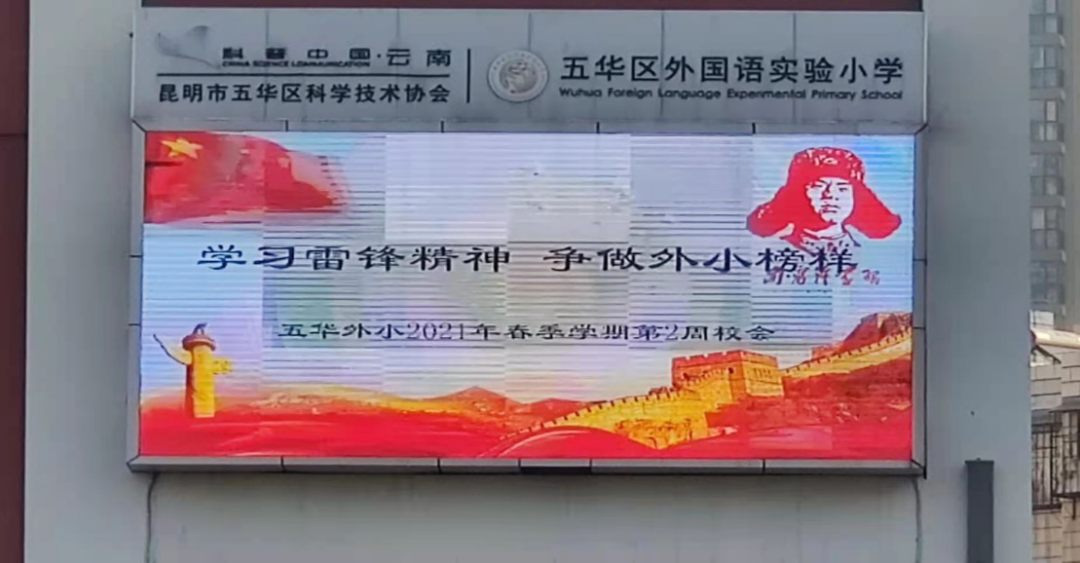 科普中国·云南
CHINA SCIENCE COMMUNICATION
昆明市五华区科学技术协会
五华区外国语实验小学
Wuhua Foreign Language Experimental Primary School
学习雷锋精神 争做外小榜样
五华外小2021年春季学期第2周校会